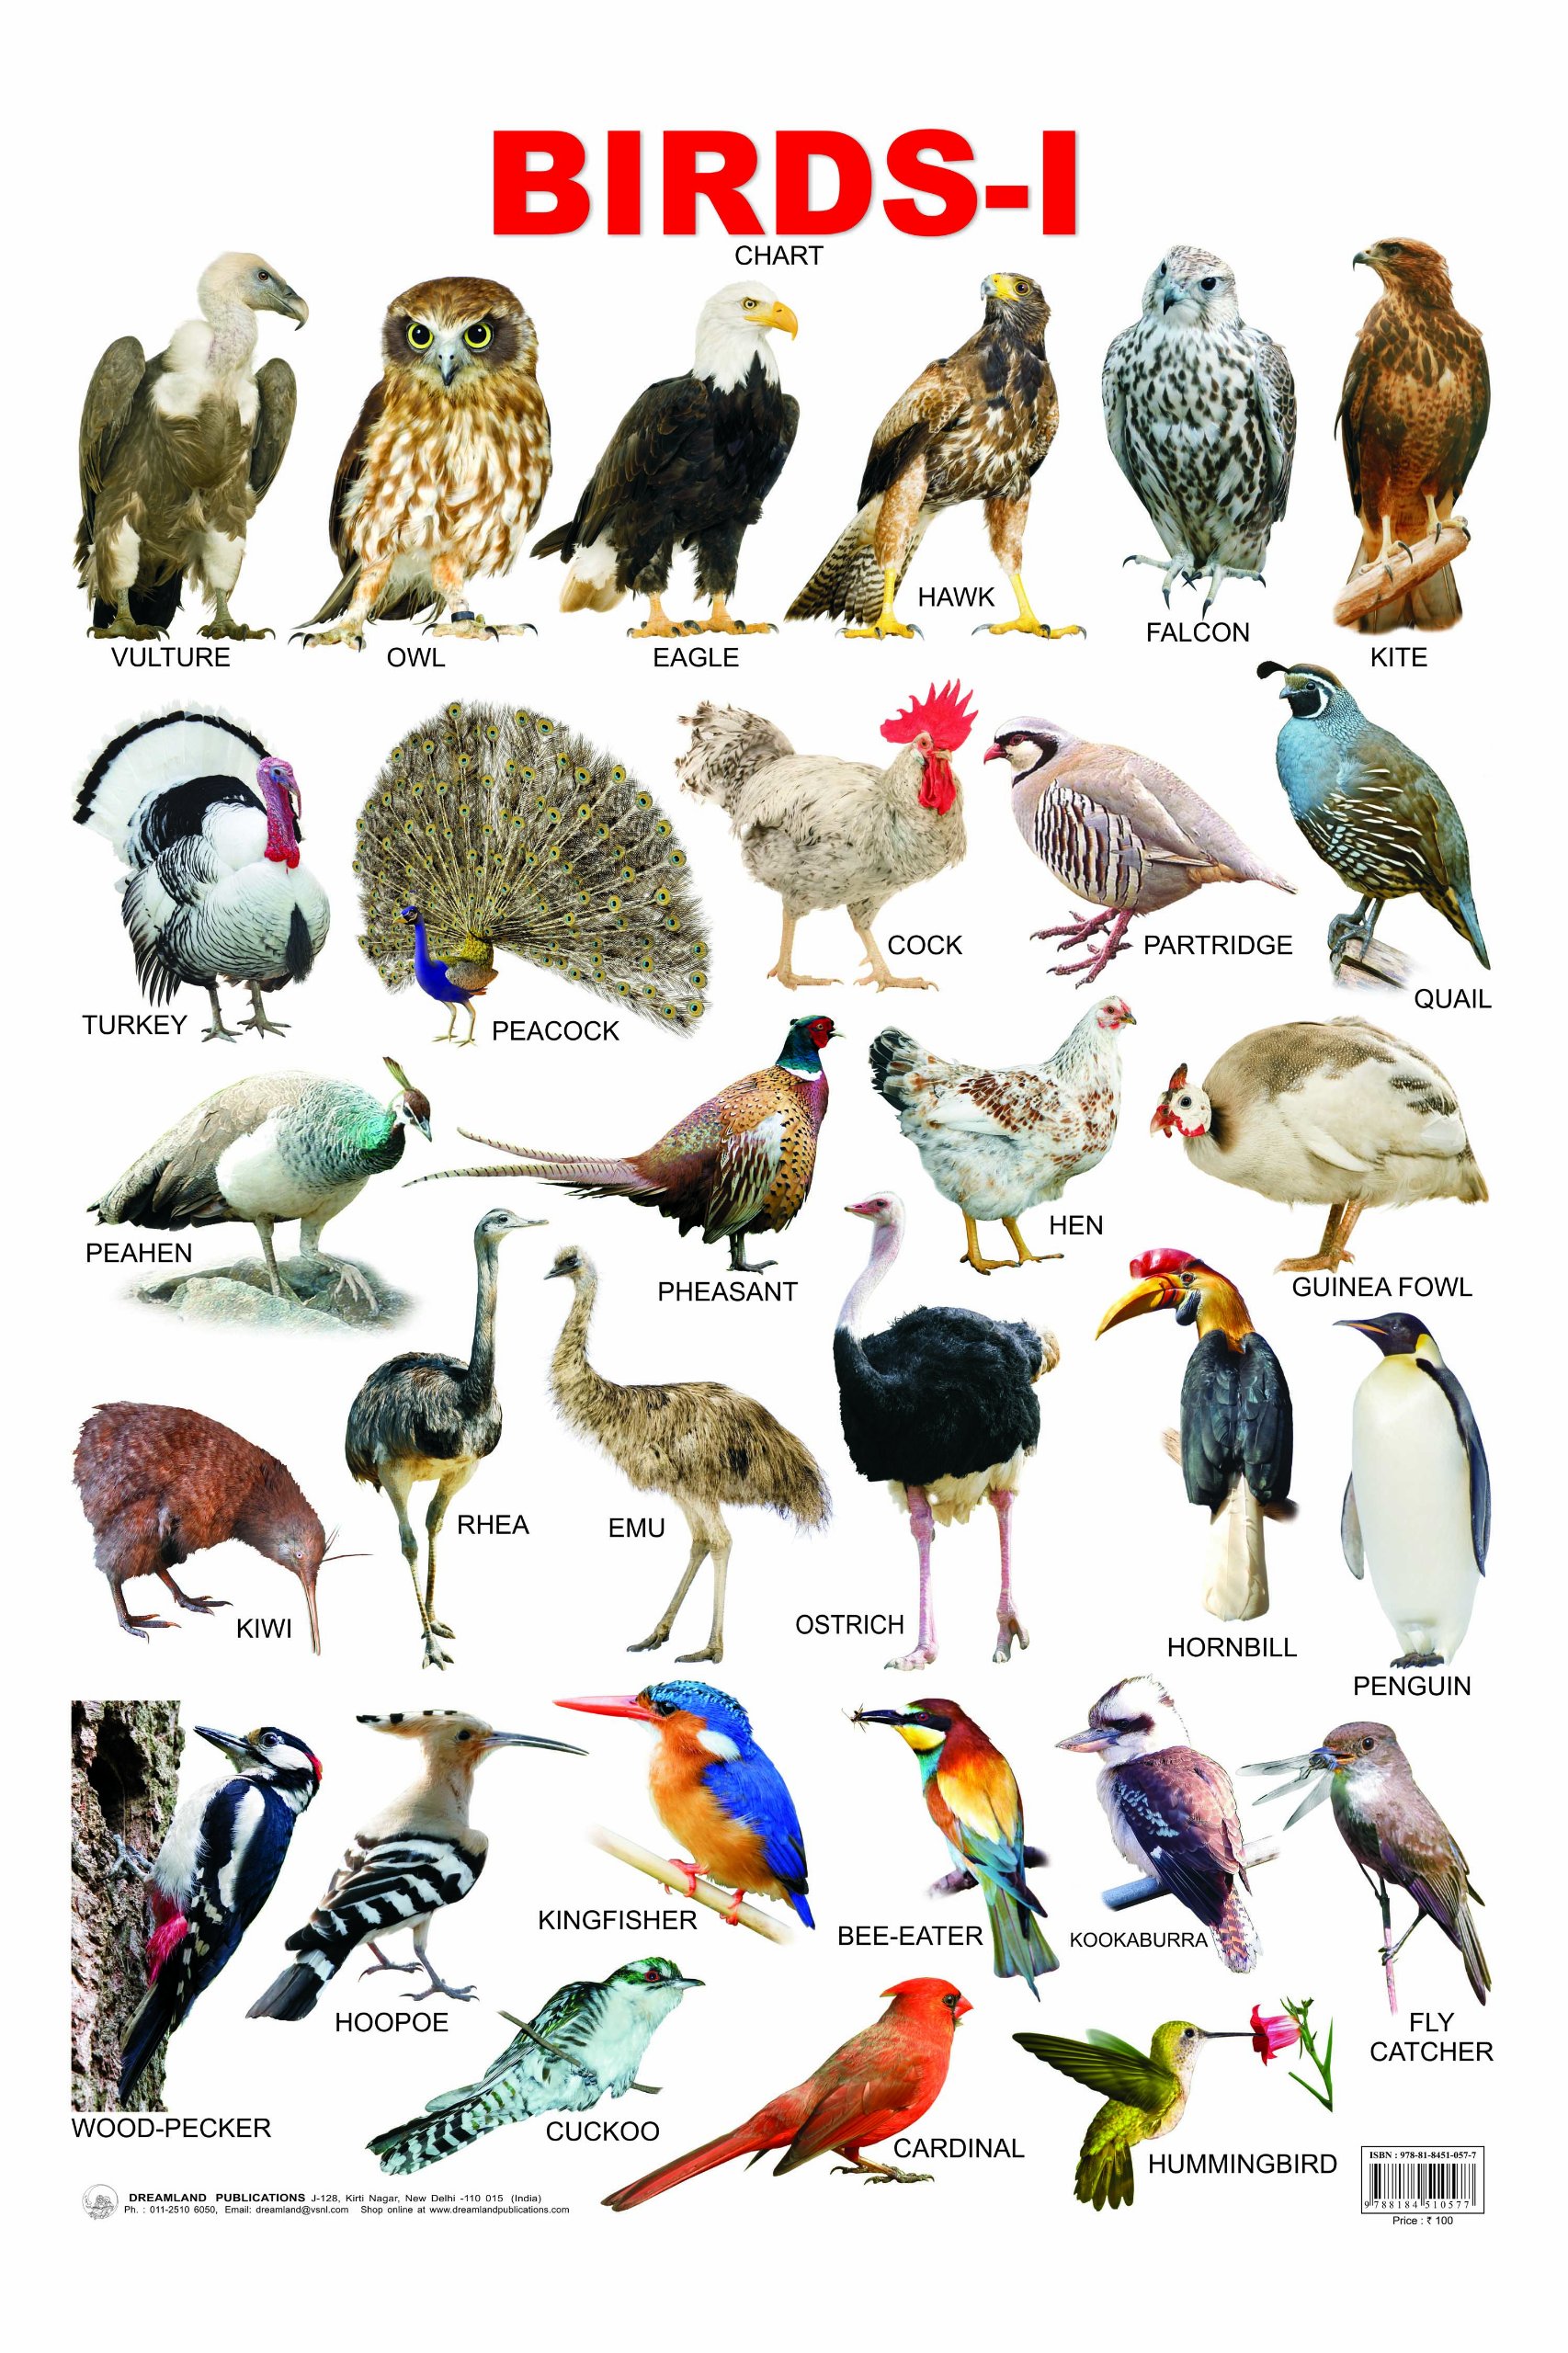 BIRDS-I
CHART
VULTURE
OWL
EAGLE
HAWK
FALCON
KITE
TURKEY
PEACOCK
COCK
PARTRIDGE
QUAIL
PEAHEN
PHEASANT
HEN
GUINEA FOWL
KIWI
RHEA
EMU
OSTRICH
HORNBILL
PENGUIN
WOOD-PECKER
HOOPOE
KINGFISHER
BEE-EATER
KOOKABURRA
FLY
CATCHER
CUCKOO
CARDINAL
HUMMINGBIRD
DREAMLAND PUBLICATIONS J-128, Kirti Nagar, New Delhi -110 015 (India)
Ph. : 011-2510 6050, Email: dreamland@vsnl.com Shop online at www.dreamlandpublications.com
ISBN : 978-81-8451-057-7
9 788184 510577
Price : ₹ 100